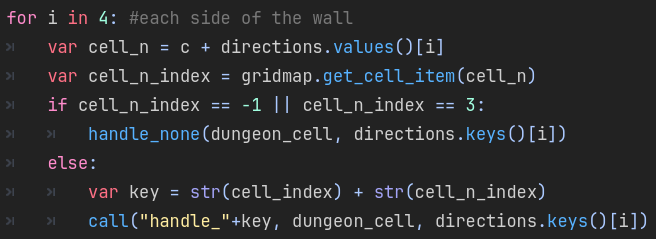 for i in 4: #each side of the wall
var cell_n = c + directions.values()[i]
var cell_n_index = gridmap.get_cell_item(cell_n)
if cell_n_index == -1 || cell_n_index == 3:
handle_none(dungeon_cell, directions.keys()[i])
else:
var key = str(cell_index) + str(cell_n_index)
call("handle_"+key, dungeon_cell, directions.keys()[i])